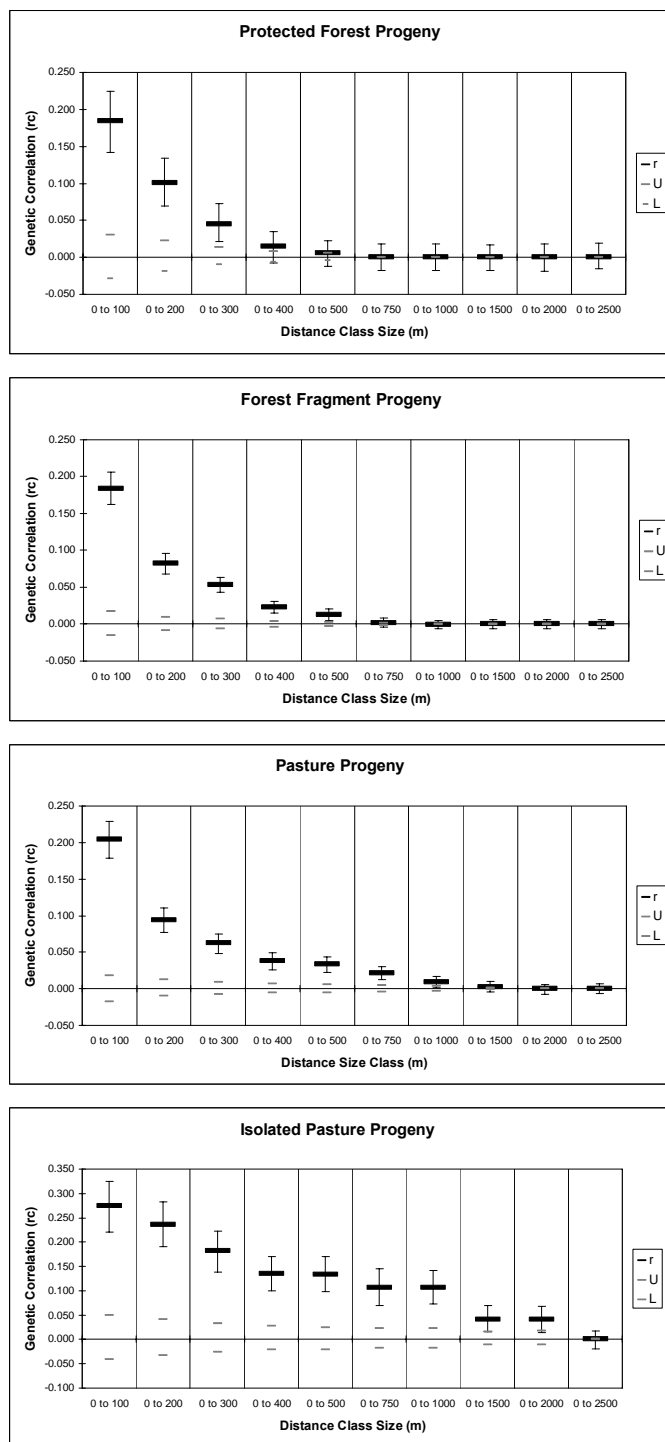 Protected Forest Progeny
Genetic Correlation (rc)
0.250
0.200
0.150
0.100
0.050
0.000
-0.050
0 to 100 0 to 200 0 to 300 0 to 400 0 to 500 0 to 750 0 to 1000 0 to 1500 0 to 2000 0 to 2500
Distance Class Size (m)
r
U
L
Forest Fragment Progeny
Genetic Correlation (rc)
0.250
0.200
0.150
0.100
0.050
0.000
-0.050
0 to 100 0 to 200 0 to 300 0 to 400 0 to 500 0 to 750 0 to 1000 0 to 1500 0 to 2000 0 to 2500
Distance Class Size (m)
r
U
L
Pasture Progeny
Genetic Correlation (rc)
0.250
0.200
0.150
0.100
0.050
0.000
-0.050
0 to 100 0 to 200 0 to 300 0 to 400 0 to 500 0 to 750 0 to 1000 0 to 1500 0 to 2000 0 to 2500
Distance Size Class (m)
r
U
L
Isolated Pasture Progeny
Genetic Correlation (rc)
0.350
0.300
0.250
0.200
0.150
0.100
0.050
0.000
-0.050
-0.100
0 to 100 0 to 200 0 to 300 0 to 400 0 to 500 0 to 750 0 to 1000 0 to 1500 0 to 2000 0 to 2500
Distance Class Size (m)
r
U
L